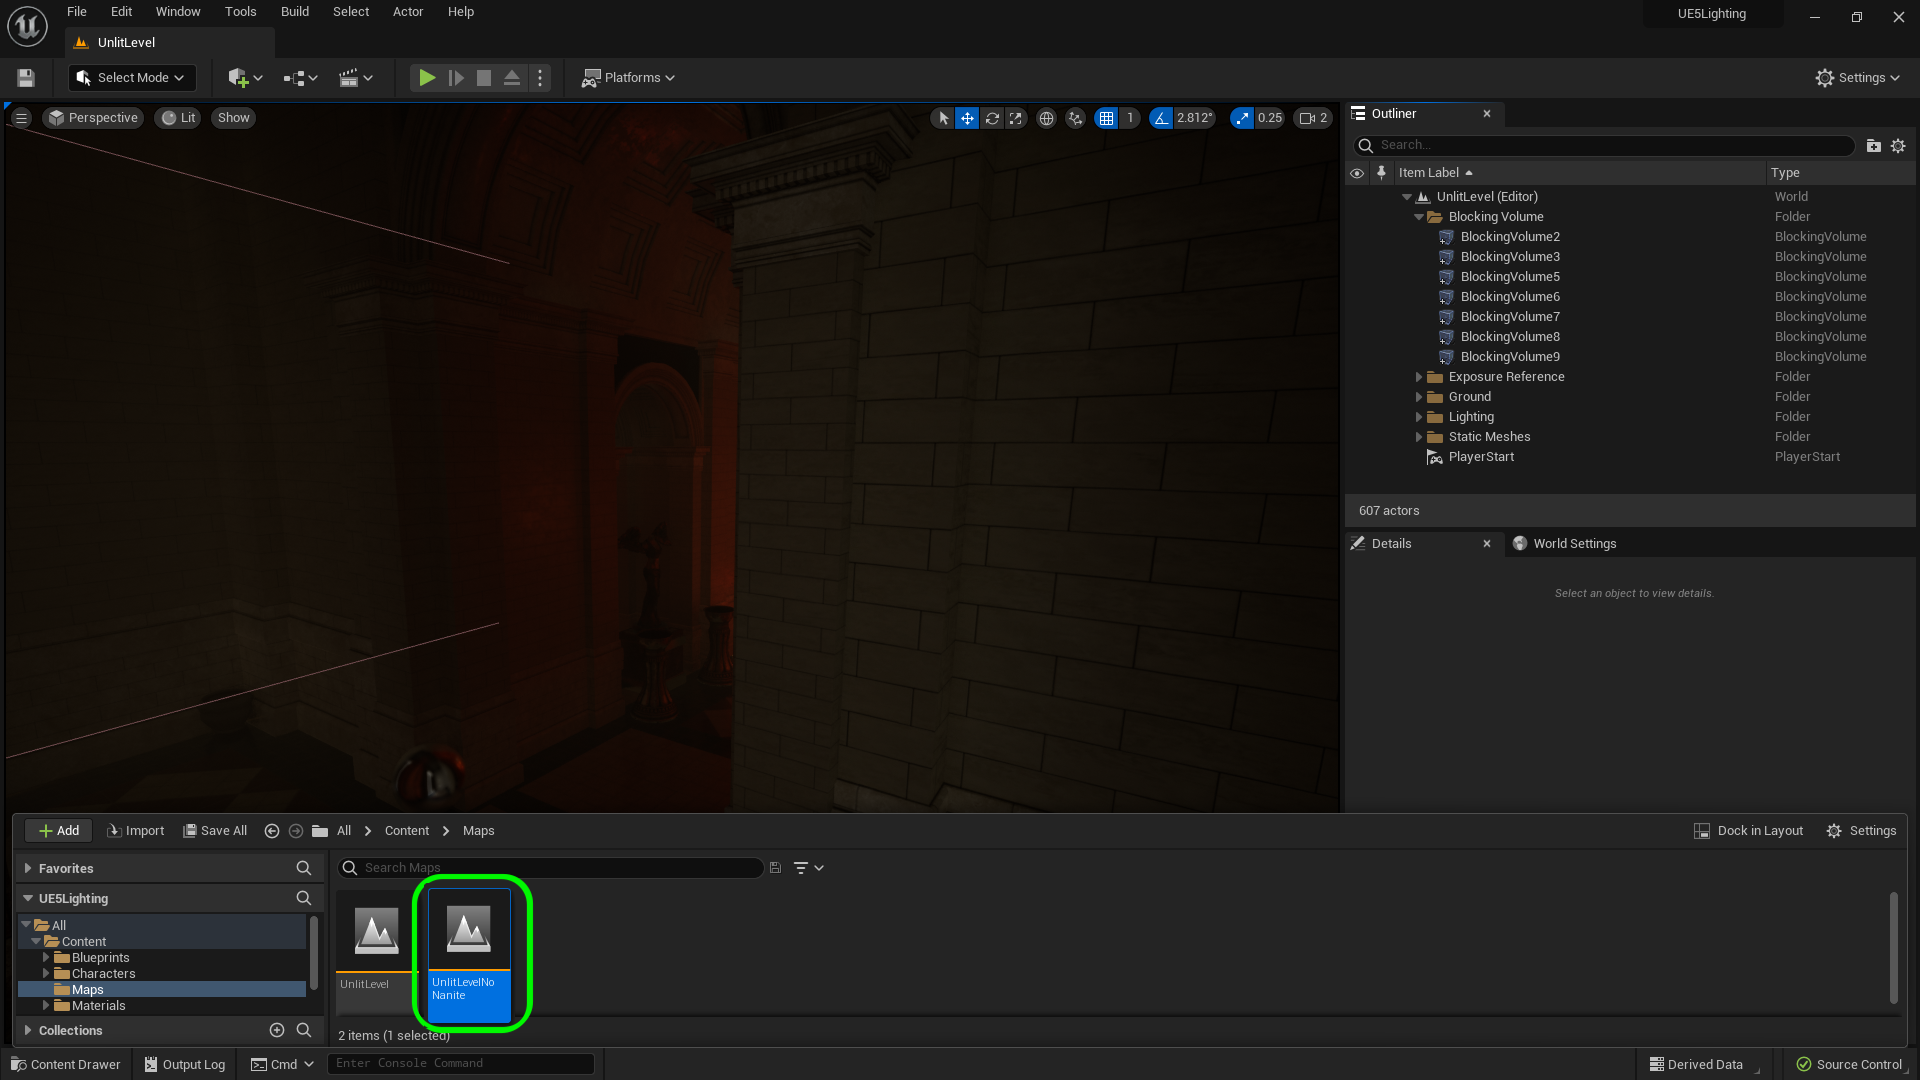 File Edit Window Tools Build Select Actor Help
UE5Lighting
UnlitLevel
Select Mode
Platforms
Settings
Perspective Lit Show
1 2.812° 0.25 2
Outliner
Search...
Item Label Type
UnlitLevel (Editor) World
Blocking Volume Folder
BlockingVolume2 BlockingVolume
BlockingVolume3 BlockingVolume
BlockingVolume5 BlockingVolume
BlockingVolume6 BlockingVolume
BlockingVolume7 BlockingVolume
BlockingVolume8 BlockingVolume
BlockingVolume9 BlockingVolume
Exposure Reference Folder
Ground Folder
Lighting Folder
Static Meshes Folder
PlayerStart PlayerStart
607 actors
Details World Settings
Select an object to view details.
Add Import Save All All Content Maps
Dock in Layout Settings
Favorites
Search Maps
UE5Lighting
All
Content
Blueprints
Characters
Maps
Materials
Collections
UnlitLevel
UnlitLevelNo
Nanite
2 items (1 selected)
Content Drawer Output Log Cmd Enter Console Command
Derived Data Source Control